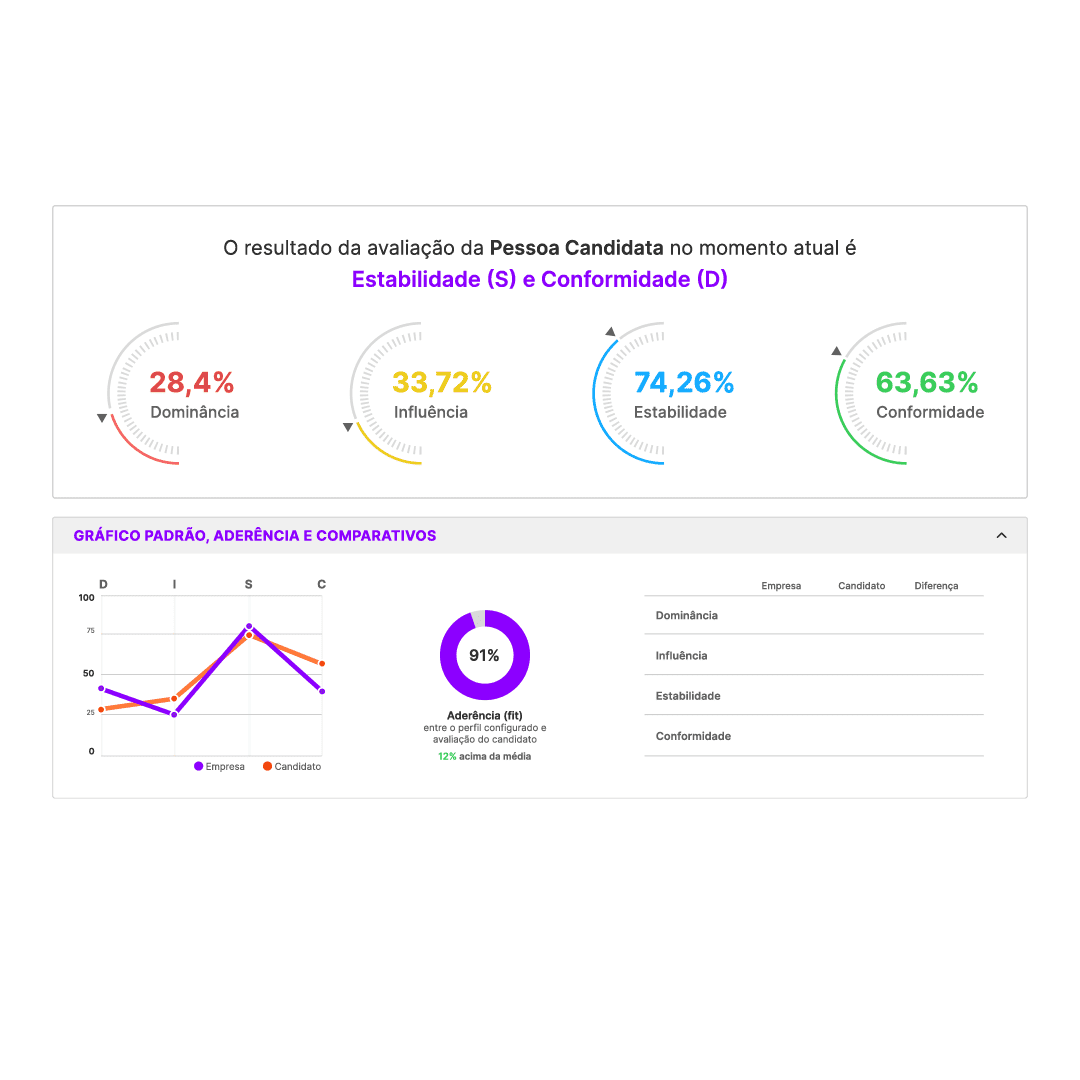 O resultado da avaliação da Pessoa Candidata no momento atual é
Estabilidade (S) e Conformidade (D)
28,4%
Dominância
33,72%
Influência
74,26%
Estabilidade
63,63%
Conformidade
GRÁFICO PADRÃO, ADERÊNCIA E COMPARATIVOS
D I S C
100
75
50
25
0
Empresa Candidato
91%
Aderência (fit)
entre o perfil configurado e
avaliação do candidato
12% acima da média
Empresa Candidato Diferença
Dominância
Influência
Estabilidade
Conformidade